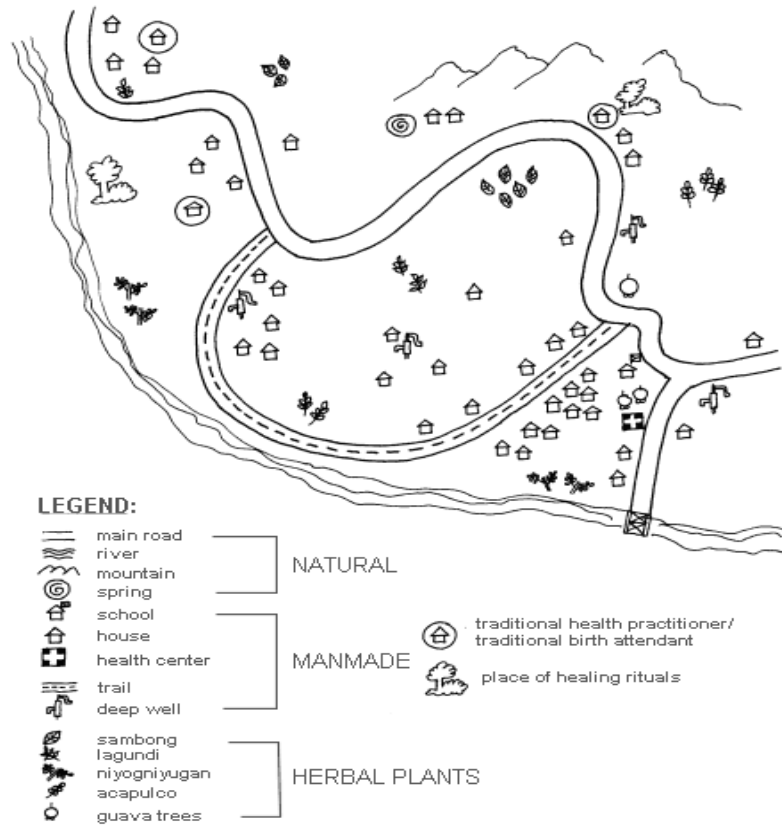 LEGEND:
main road
river
mountain
spring
NATURAL
school
house
health center
trail
deep well
MANMADE
sambong
lagundi
niyogniyugan
acapulco
guava trees
HERBAL PLANTS
traditional health practitioner/
traditional birth attendant
place of healing rituals